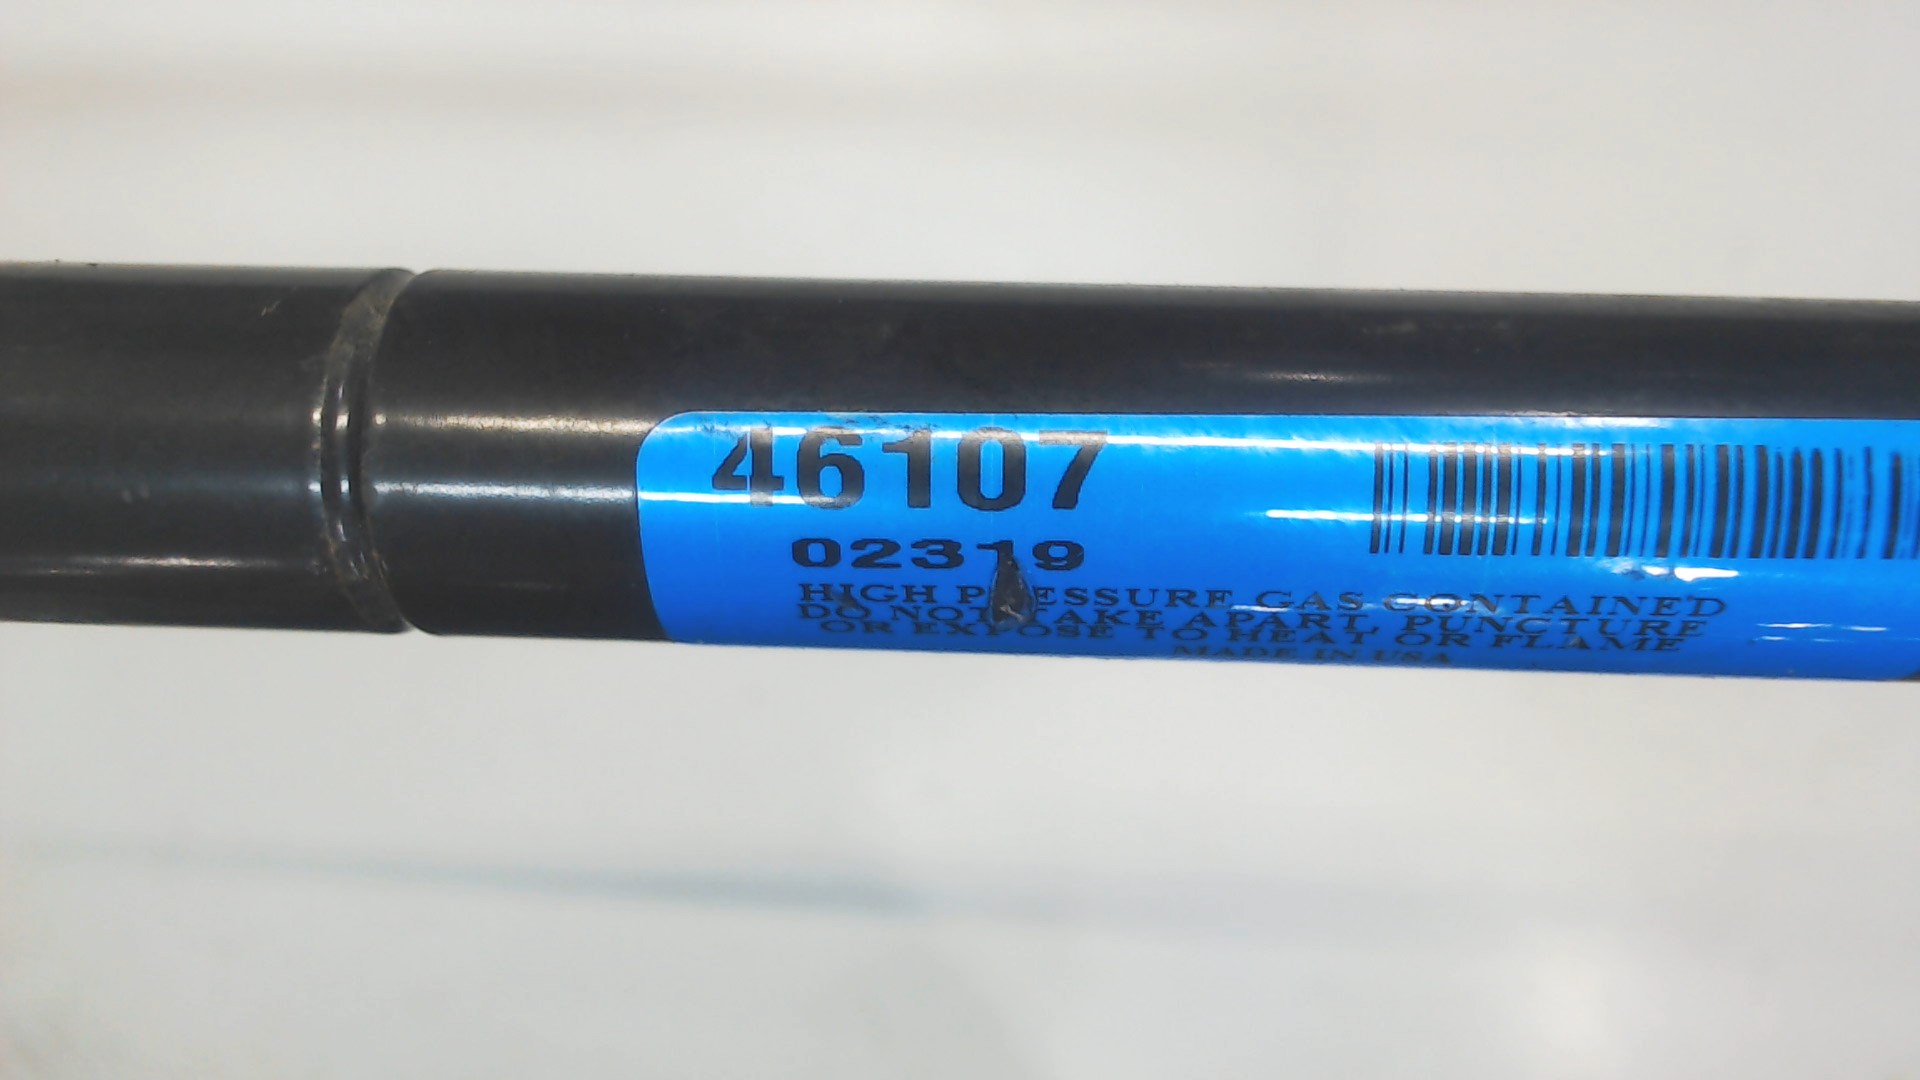 46107
02319
HIGH PRESSURE GAS CONTAINED
DO NOT TAKE APART, PUNCTURE
OR EXPOSE TO HEAT OR FLAME
MADE IN USA